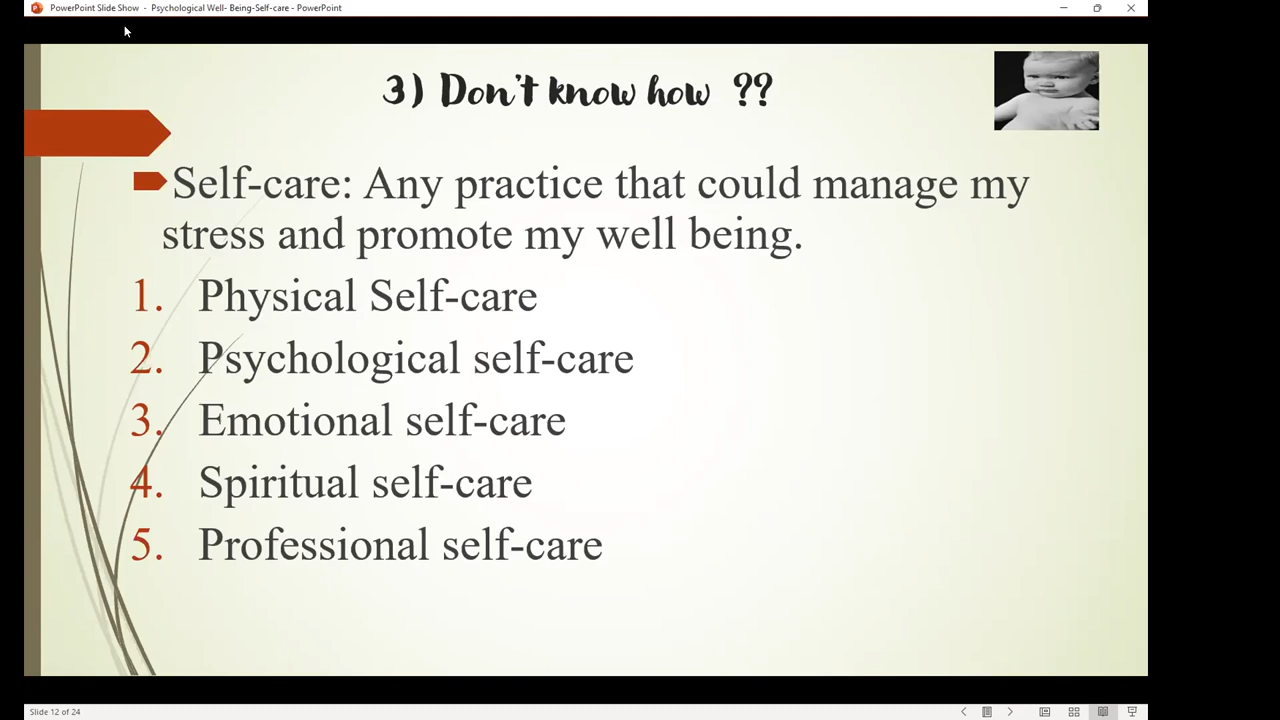 PowerPoint Slide Show - Psychological Well- Being-Self-care - PowerPoint
3) Don't know how ??
Self-care: Any practice that could manage my
stress and promote my well being.
1. Physical Self-care
2. Psychological self-care
3. Emotional self-care
4. Spiritual self-care
5. Professional self-care
Slide 12 of 24